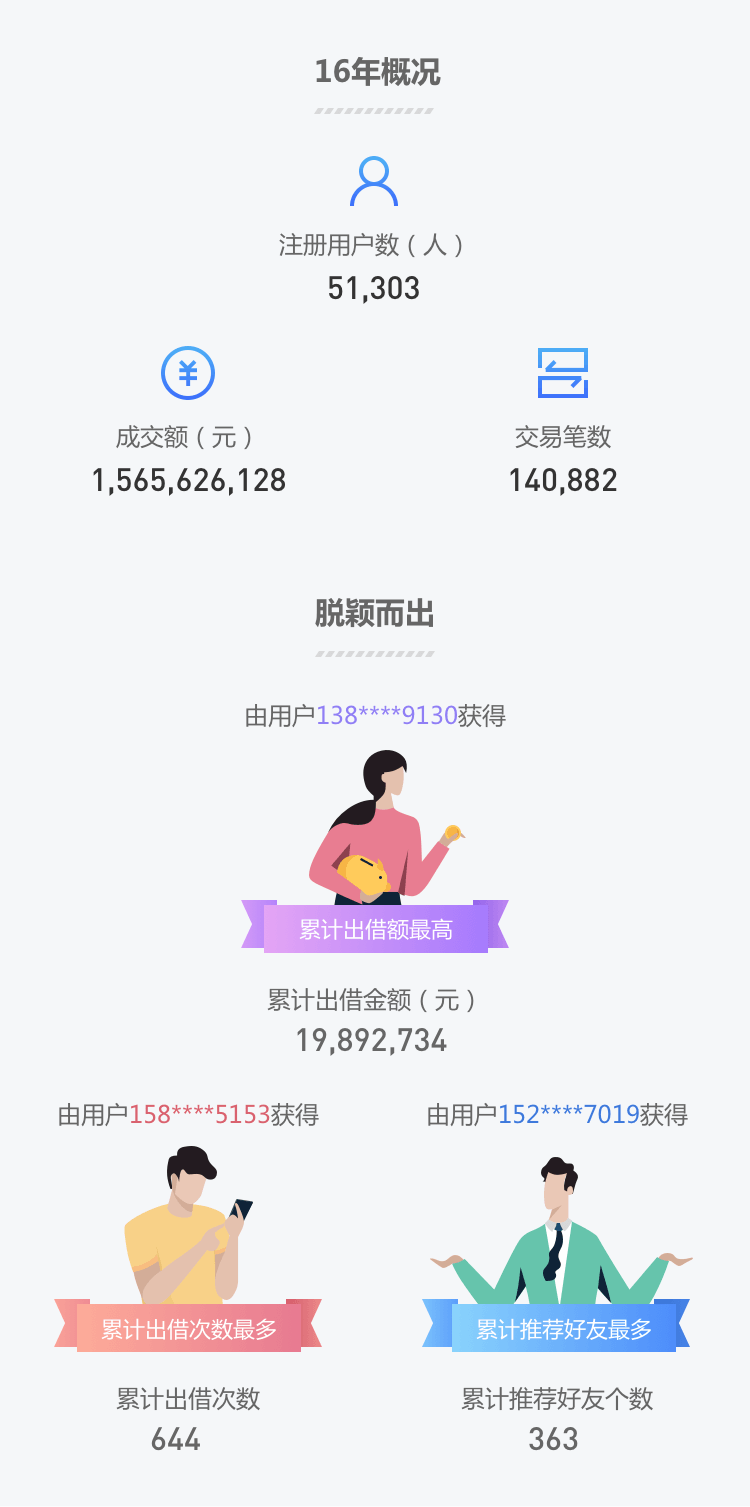 16年概况
注册用户数（人）
51,303
成交额（元）
1,565,626,128
交易笔数
140,882
脱颖而出
由用户138****9130获得
累计出借额最高
累计出借金额（元）
19,892,734
由用户158****5153获得
累计出借次数最多
累计出借次数
644
由用户152****7019获得
累计推荐好友最多
累计推荐好友个数
363